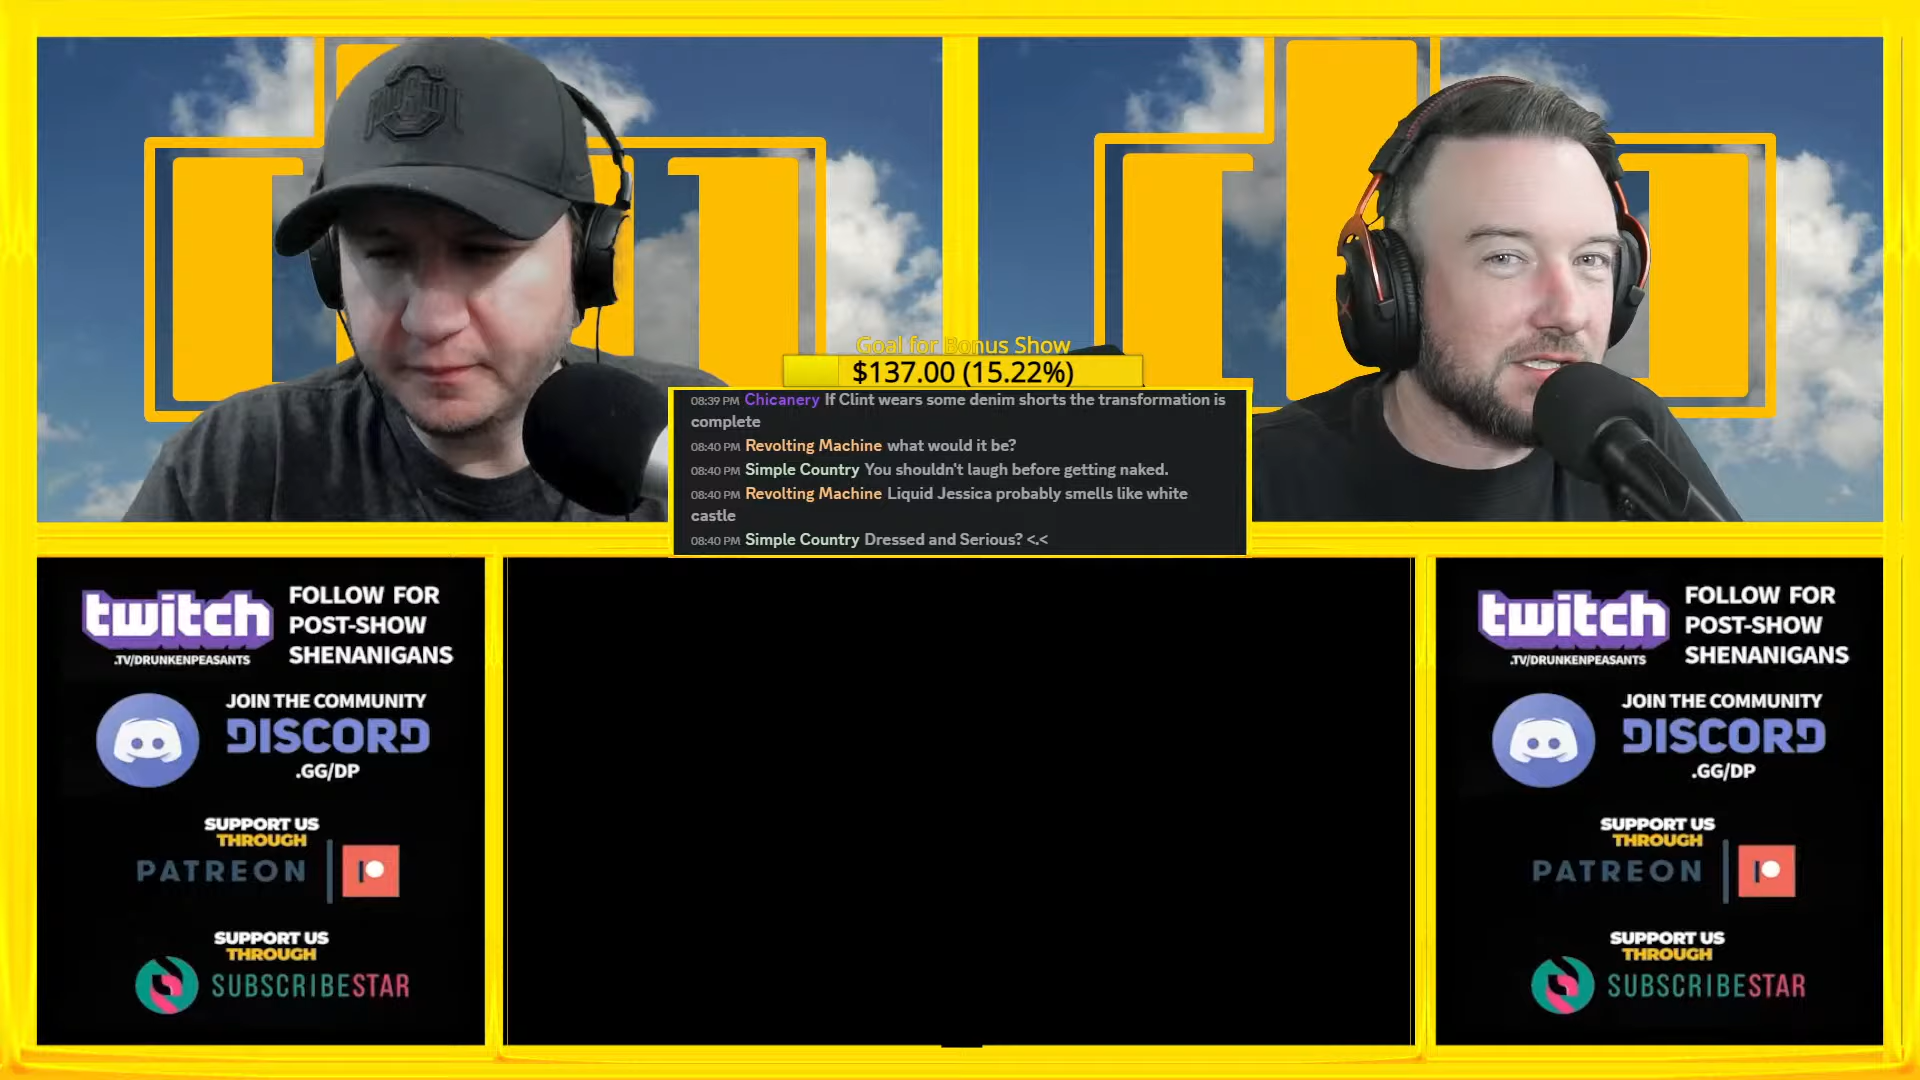 Goal for Bonus Show
$137.00 (15.22%)
08:39 PM Chicanery If Clint wears some denim shorts the transformation is
complete
08:40 PM Revolting Machine what would it be?
08:40 PM Simple Country You shouldn't laugh before getting naked.
08:40 PM Revolting Machine Liquid Jessica probably smells like white
castle
08:40 PM Simple Country Dressed and Serious? <.<
twitch
.TV/DRUNKENPEASANTS
FOLLOW FOR
POST-SHOW
SHENANIGANS
JOIN THE COMMUNITY
DISCORD
.GG/DP
SUPPORT US
THROUGH
PATREON
SUPPORT US
THROUGH
SUBSCRIBESTAR
twitch
.TV/DRUNKENPEASANTS
FOLLOW FOR
POST-SHOW
SHENANIGANS
JOIN THE COMMUNITY
DISCORD
.GG/DP
SUPPORT US
THROUGH
PATREON
SUPPORT US
THROUGH
SUBSCRIBESTAR